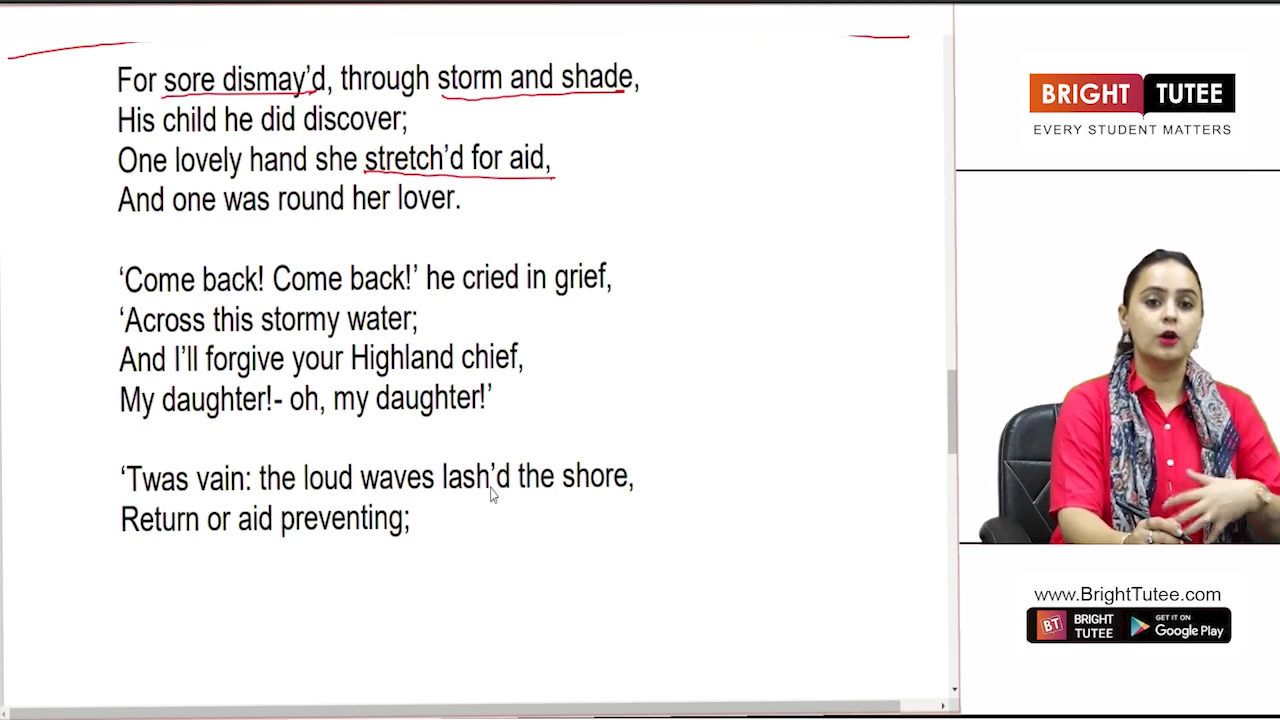 For sore dismay'd, through storm and shade,
His child he did discover;
One lovely hand she stretch'd for aid,
And one was round her lover.
‘Come back! Come back!’ he cried in grief,
‘Across this stormy water;
And I’ll forgive your Highland chief,
My daughter!- oh, my daughter!’
‘Twas vain: the loud waves lash’d the shore,
Return or aid preventing;
BRIGHT TUTEE
EVERY STUDENT MATTERS
www.BrightTutee.com
BT BRIGHT TUTEE
GET IT ON
Google Play